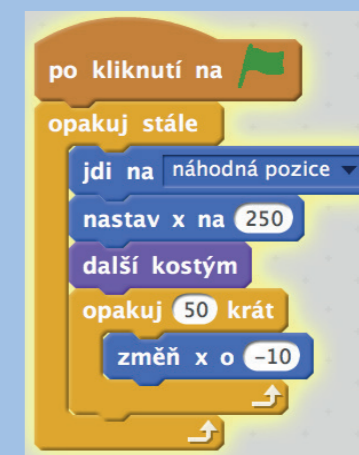 po kliknutí na
opakuj stále
jdi na náhodná pozice
nastav x na 250
další kostým
opakuj 50 krát
změň x o -10